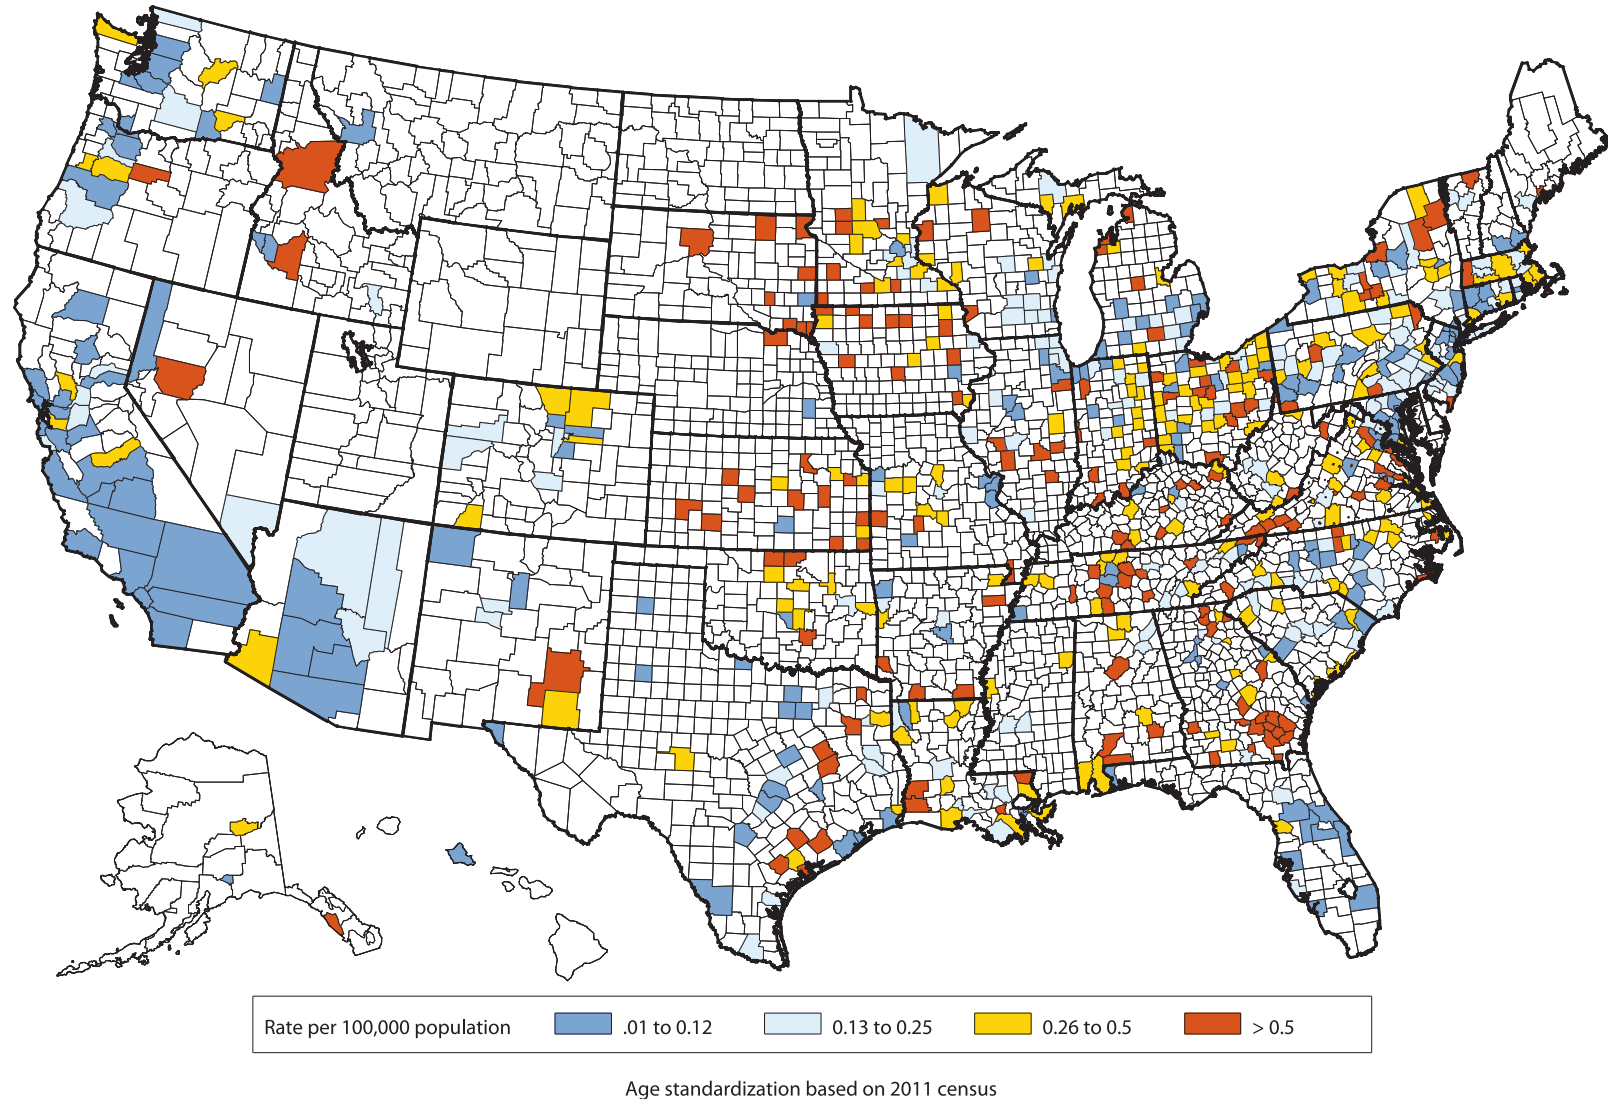 Rate per 100,000 population .01 to 0.12 0.13 to 0.25 0.26 to 0.5 > 0.5
Age standardization based on 2011 census